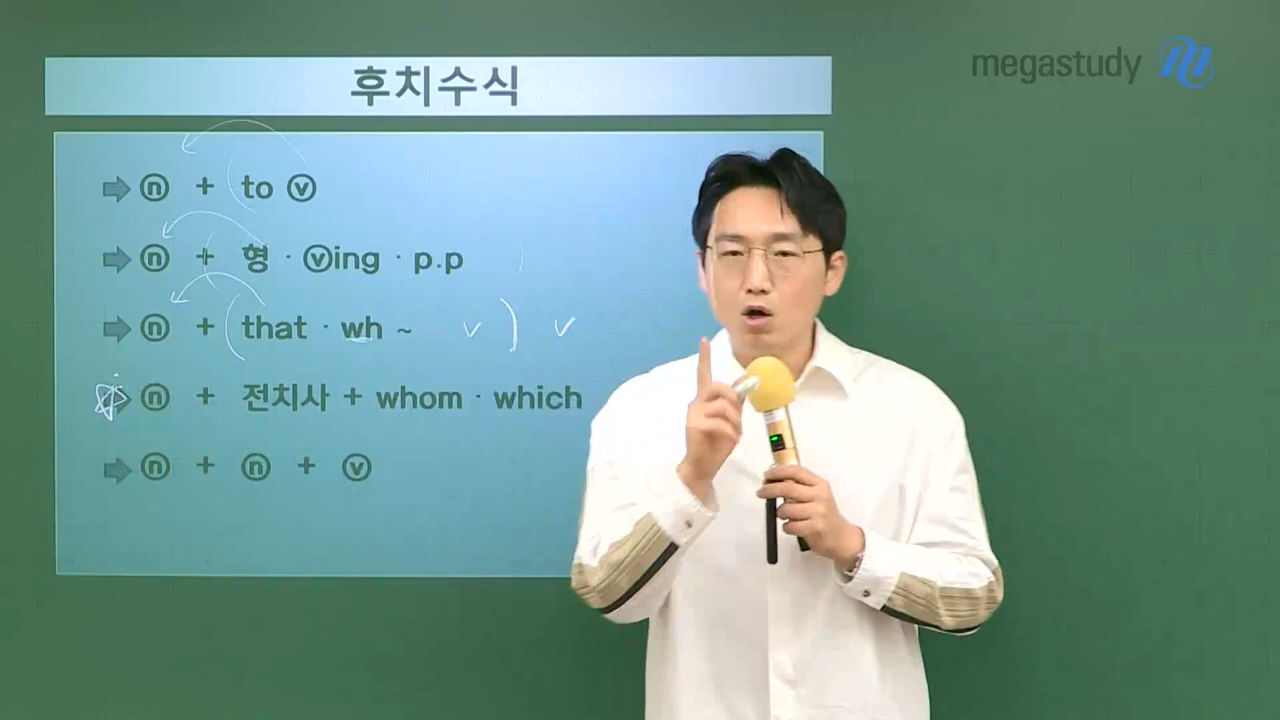 megastudy
후치수식
ⓝ + to ⓥ
ⓝ + 형 · ⓥing · p.p
ⓝ + that · wh ~ v ) v
ⓝ + 전치사 + whom · which
ⓝ + ⓝ + ⓥ